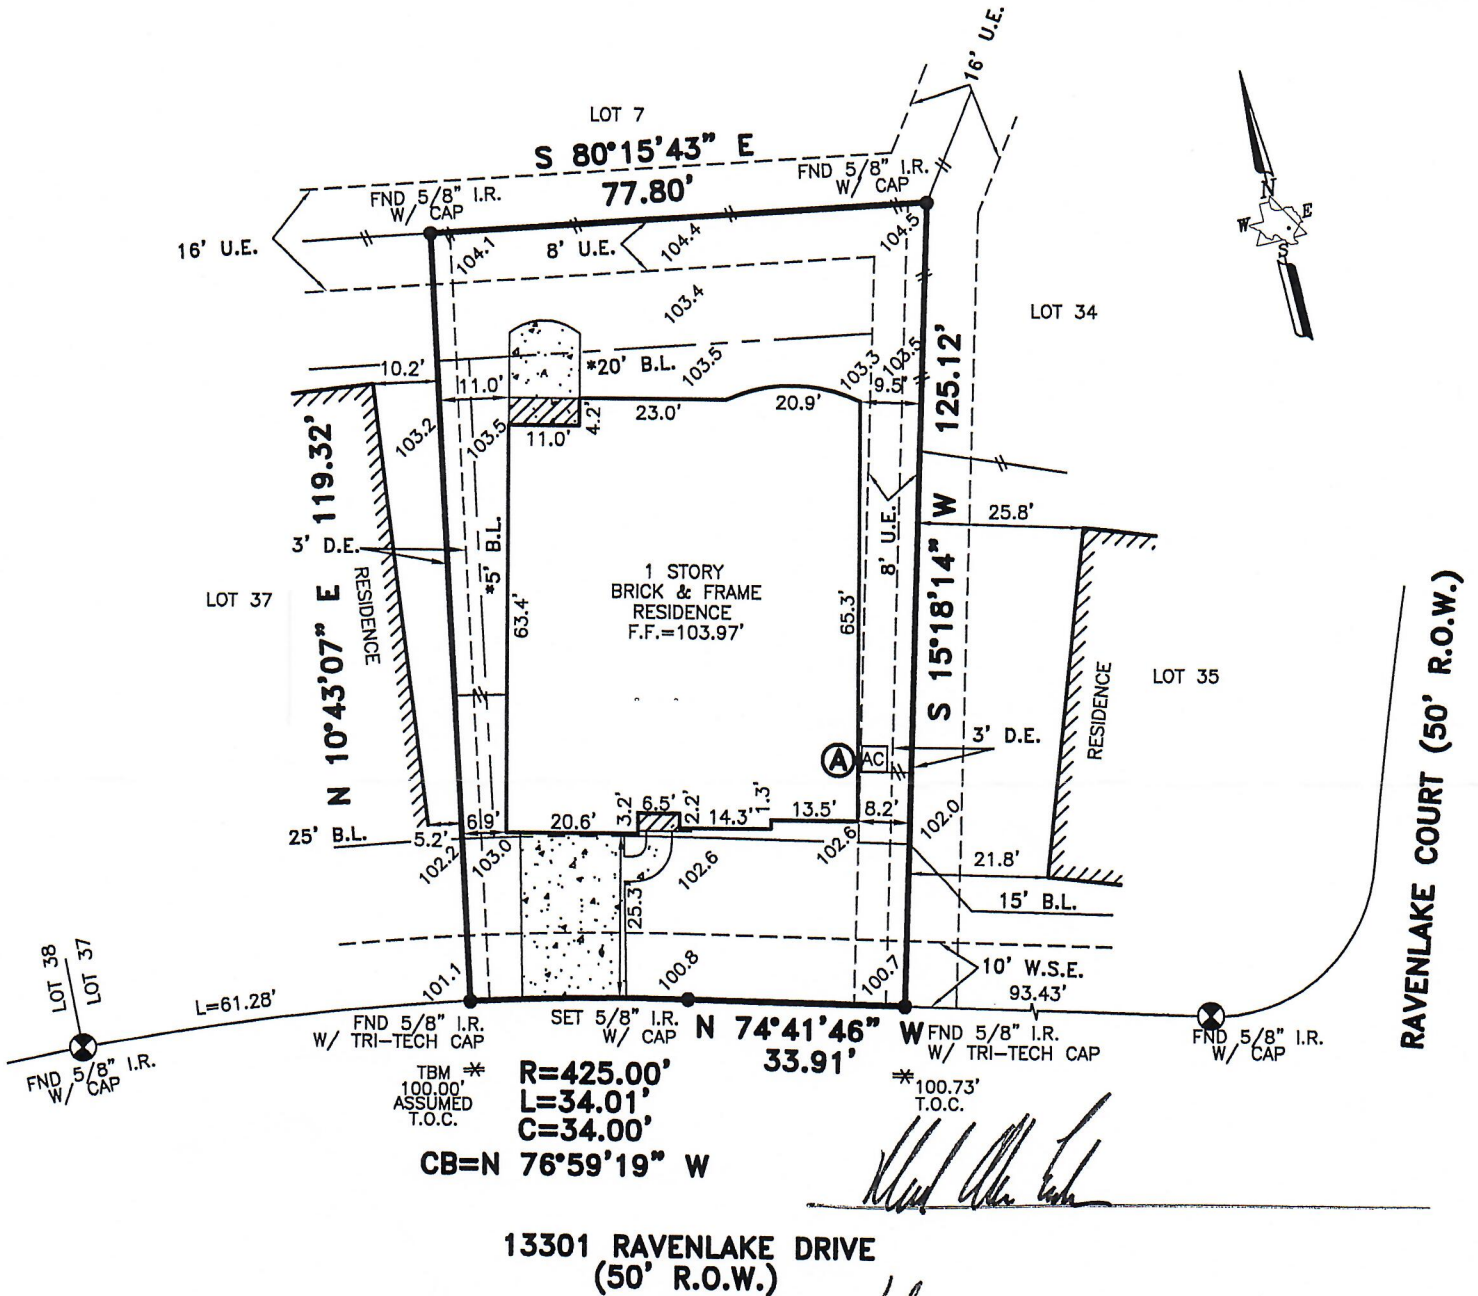 16' U.E.
LOT 7
S 80°15'43" E
77.80'
FND 5/8" I.R.
W/ CAP
FND 5/8" I.R.
W/ CAP
N
W
E
S
16' U.E.
104.1
8' U.E.
104.4
104.5
103.4
LOT 34
*20' B.L.
103.5
103.3
103.5
10.2'
11.0'
9.5'
125.12'
4.2'
23.0'
20.9'
11.0'
103.2
103.5
N 10°43'07" E 119.32'
S 15°18'14" W
25.8'
3' D.E.
*5' B.L.
8' U.E.
RESIDENCE
LOT 37
63.4'
1 STORY
BRICK & FRAME
RESIDENCE
F.F.=103.97'
65.3'
RESIDENCE
LOT 35
RAVENLAKE COURT (50' R.O.W.)
A
AC
3' D.E.
25' B.L.
5.2'
6.9'
20.6'
3.2'
6.5'
2.2'
14.3'
1.3'
13.5'
8.2'
102.2
103.0
102.6
102.6
102.0
21.8'
15' B.L.
25.3'
10' W.S.E.
93.43'
LOT 38
LOT 37
L=61.28'
101.1
100.8
100.7
FND 5/8" I.R.
W/ CAP
FND 5/8" I.R.
W/ TRI-TECH CAP
SET 5/8" I.R.
W/ CAP
N 74°41'46" W
33.91'
FND 5/8" I.R.
W/ TRI-TECH CAP
FND 5/8" I.R.
W/ CAP
TBM
100.00'
ASSUMED
T.O.C.
R=425.00'
L=34.01'
C=34.00'
CB=N 76°59'19" W
100.73'
T.O.C.
13301 RAVENLAKE DRIVE
(50' R.O.W.)